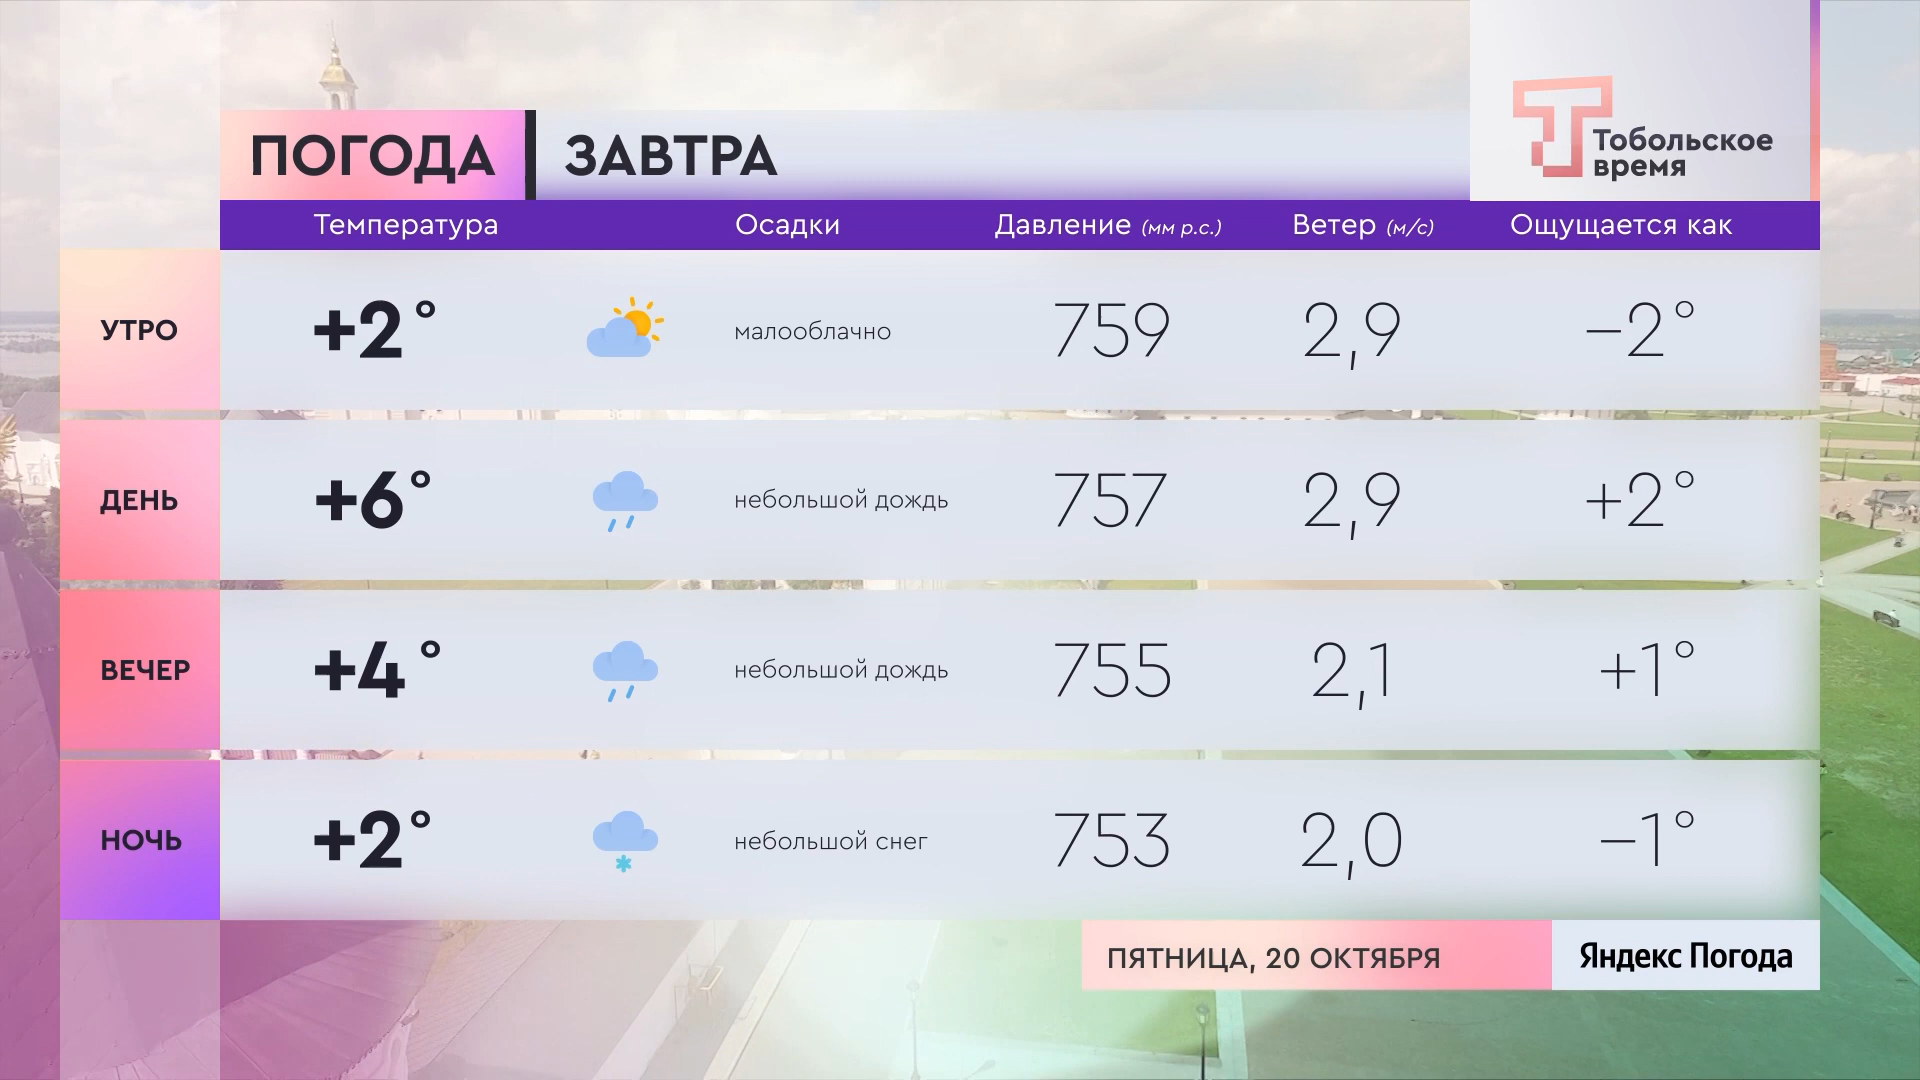 ПОГОДА ЗАВТРА
Тобольское
время
Температура Осадки Давление (мм р.с.) Ветер (м/с) Ощущается как
УТРО +2° малооблачно 759 2,9 −2°
ДЕНЬ +6° небольшой дождь 757 2,9 +2°
ВЕЧЕР +4° небольшой дождь 755 2,1 +1°
НОЧЬ +2° небольшой снег 753 2,0 −1°
ПЯТНИЦА, 20 ОКТЯБРЯ Яндекс Погода